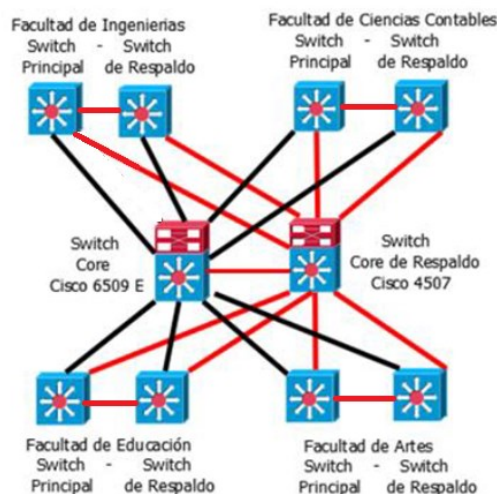 Facultad de Ingenierias
Switch - Switch
Principal de Respaldo
Facultad de Ciencias Contables
Switch - Switch
Principal de Respaldo
Switch
Core
Cisco 6509 E
Switch
Core de Respaldo
Cisco 4507
Facultad de Educación
Switch - Switch
Principal de Respaldo
Facultad de Artes
Switch - Switch
Principal de Respaldo